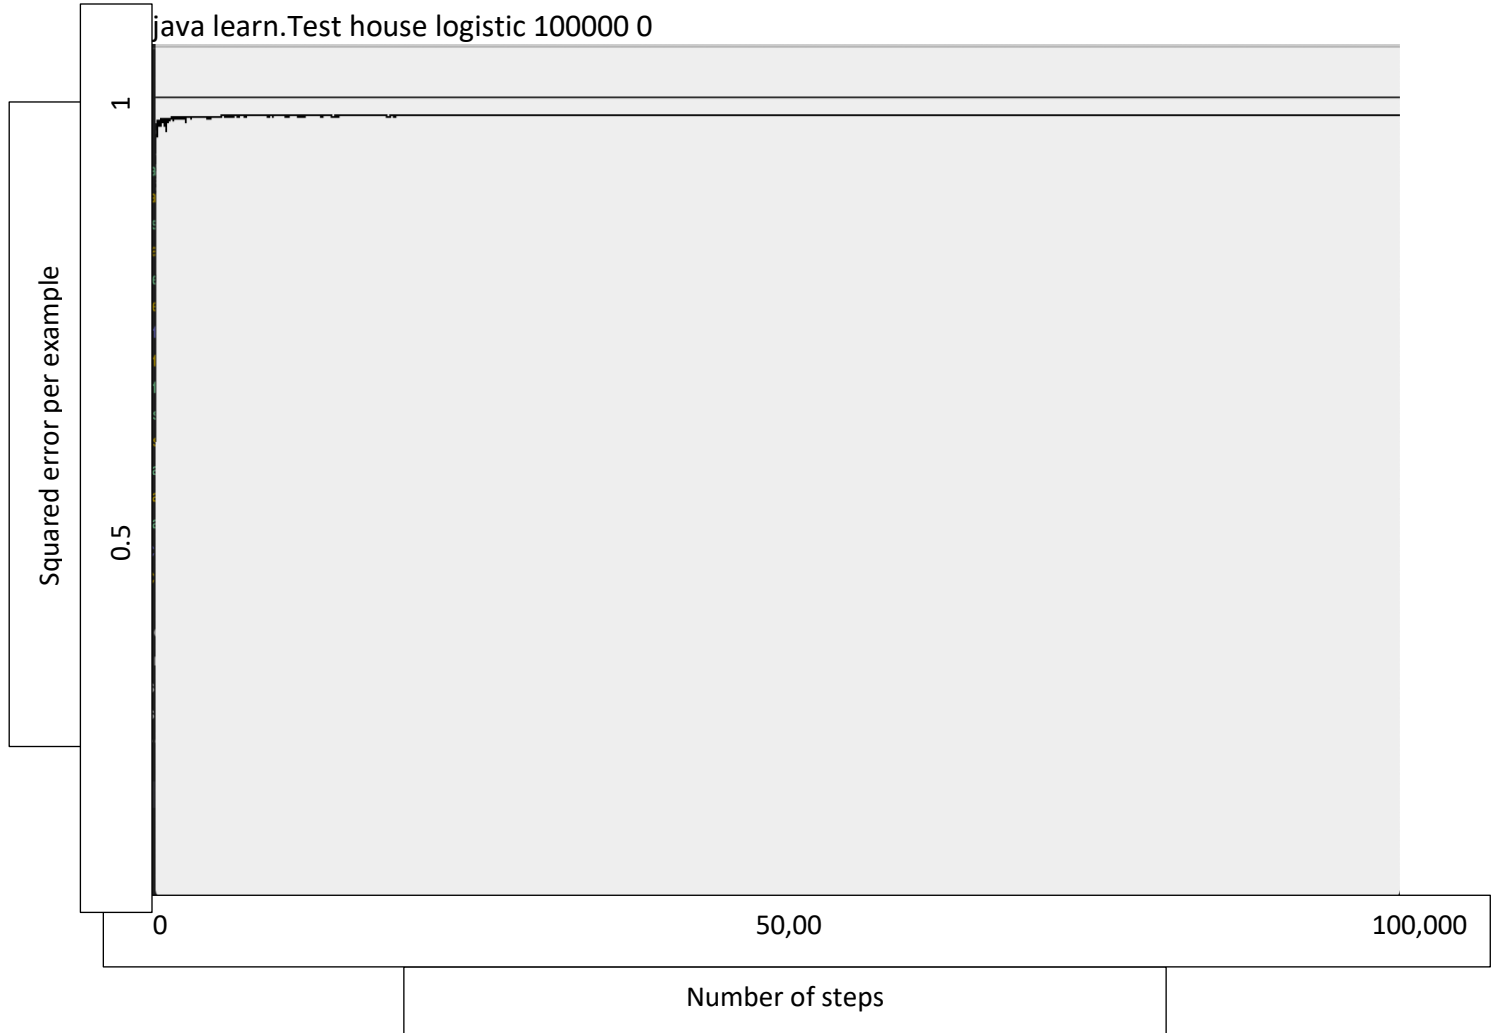 java learn.Test house logistic 100000 0
1
Squared error per example
0.5
0
50,00
100,000
Number of steps